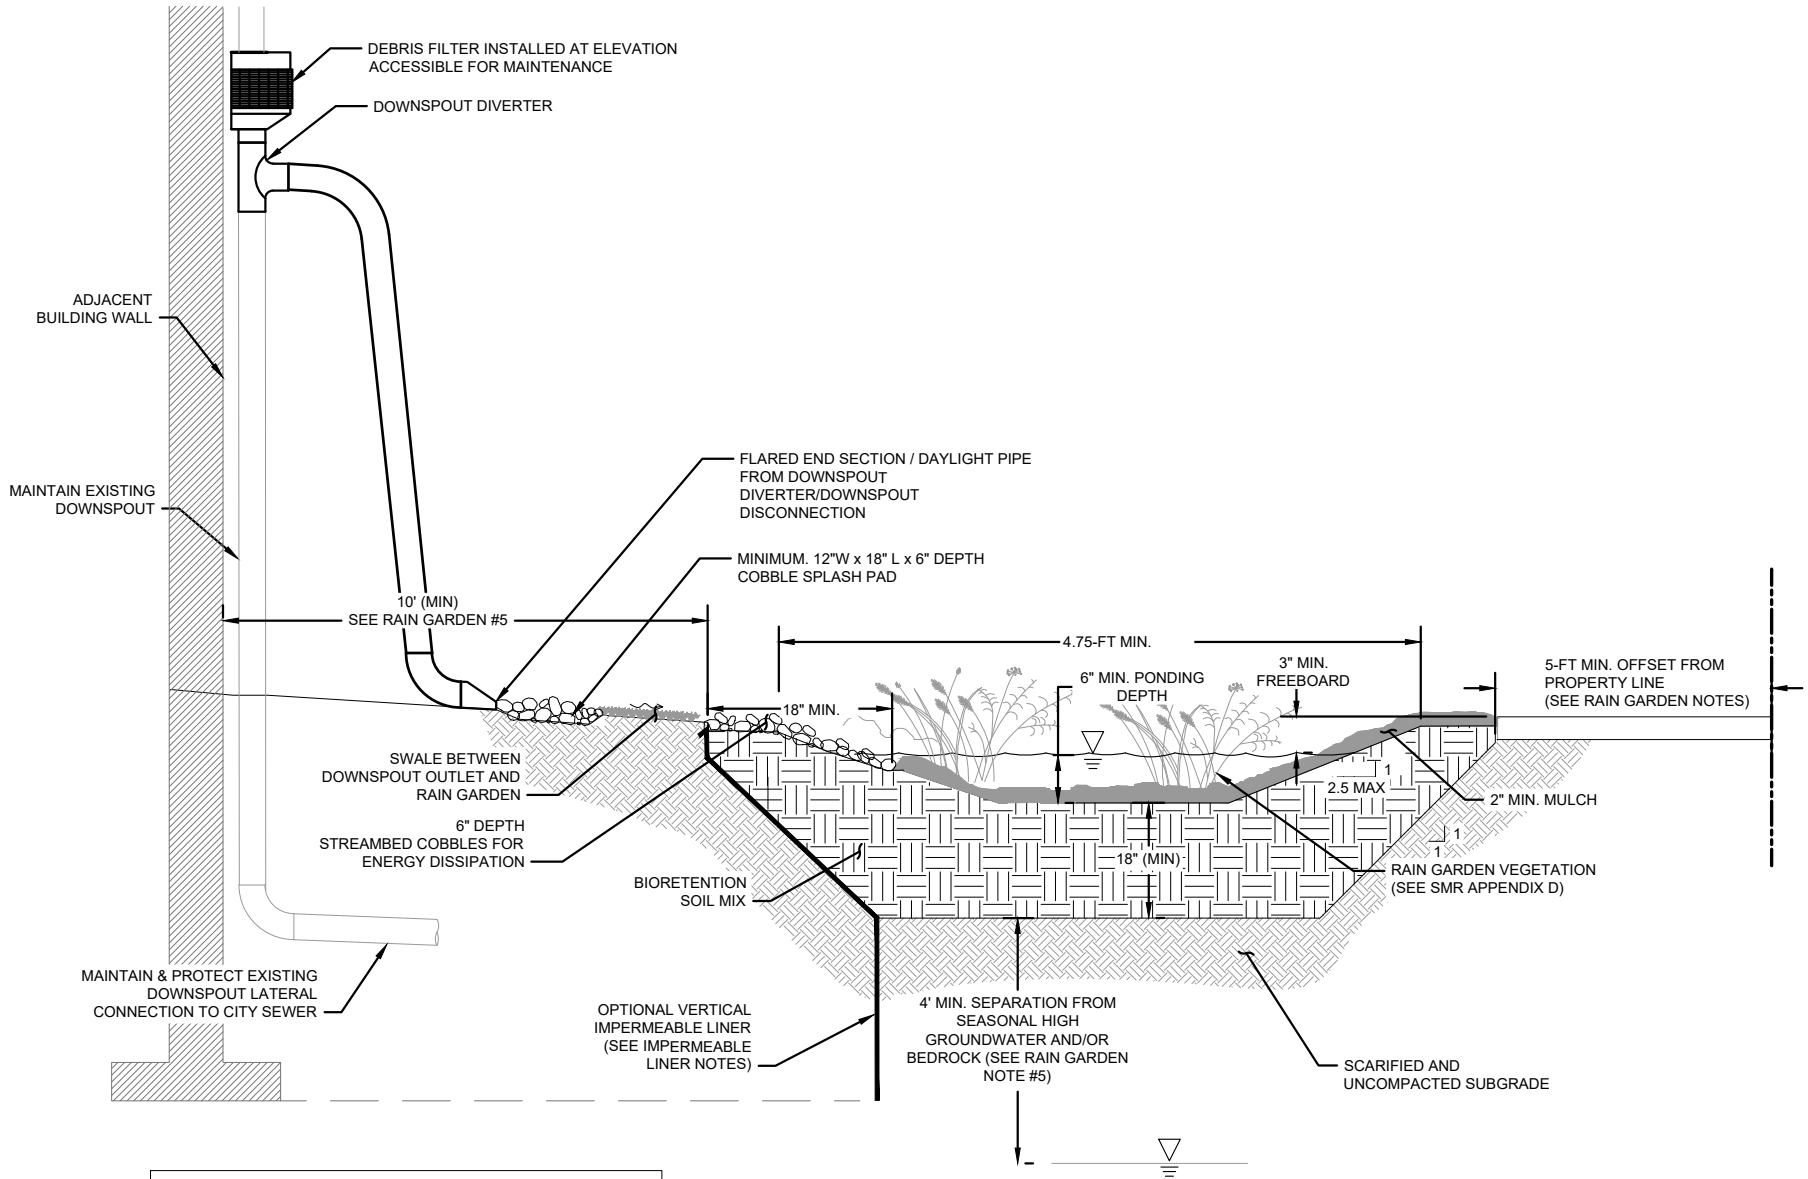 DEBRIS FILTER INSTALLED AT ELEVATION
ACCESSIBLE FOR MAINTENANCE
DOWNSPOUT DIVERTER
ADJACENT
BUILDING WALL
MAINTAIN EXISTING
DOWNSPOUT
FLARED END SECTION / DAYLIGHT PIPE
FROM DOWNSPOUT
DIVERTER/DOWNSPOUT
DISCONNECTION
MINIMUM. 12"W x 18" L x 6" DEPTH
COBBLE SPLASH PAD
10' (MIN)
SEE RAIN GARDEN #5
4.75-FT MIN.
6" MIN. PONDING
DEPTH
3" MIN.
FREEBOARD
5-FT MIN. OFFSET FROM
PROPERTY LINE
(SEE RAIN GARDEN NOTES)
18" MIN.
SWALE BETWEEN
DOWNSPOUT OUTLET AND
RAIN GARDEN
1
2.5 MAX
2" MIN. MULCH
6" DEPTH
STREAMBED COBBLES FOR
ENERGY DISSIPATION
1
1
18" (MIN)
RAIN GARDEN VEGETATION
(SEE SMR APPENDIX D)
BIORETENTION
SOIL MIX
MAINTAIN & PROTECT EXISTING
DOWNSPOUT LATERAL
CONNECTION TO CITY SEWER
OPTIONAL VERTICAL
IMPERMEABLE LINER
(SEE IMPERMEABLE
LINER NOTES)
4' MIN. SEPARATION FROM
SEASONAL HIGH
GROUNDWATER AND/OR
BEDROCK (SEE RAIN GARDEN
NOTE #5)
SCARIFIED AND
UNCOMPACTED SUBGRADE